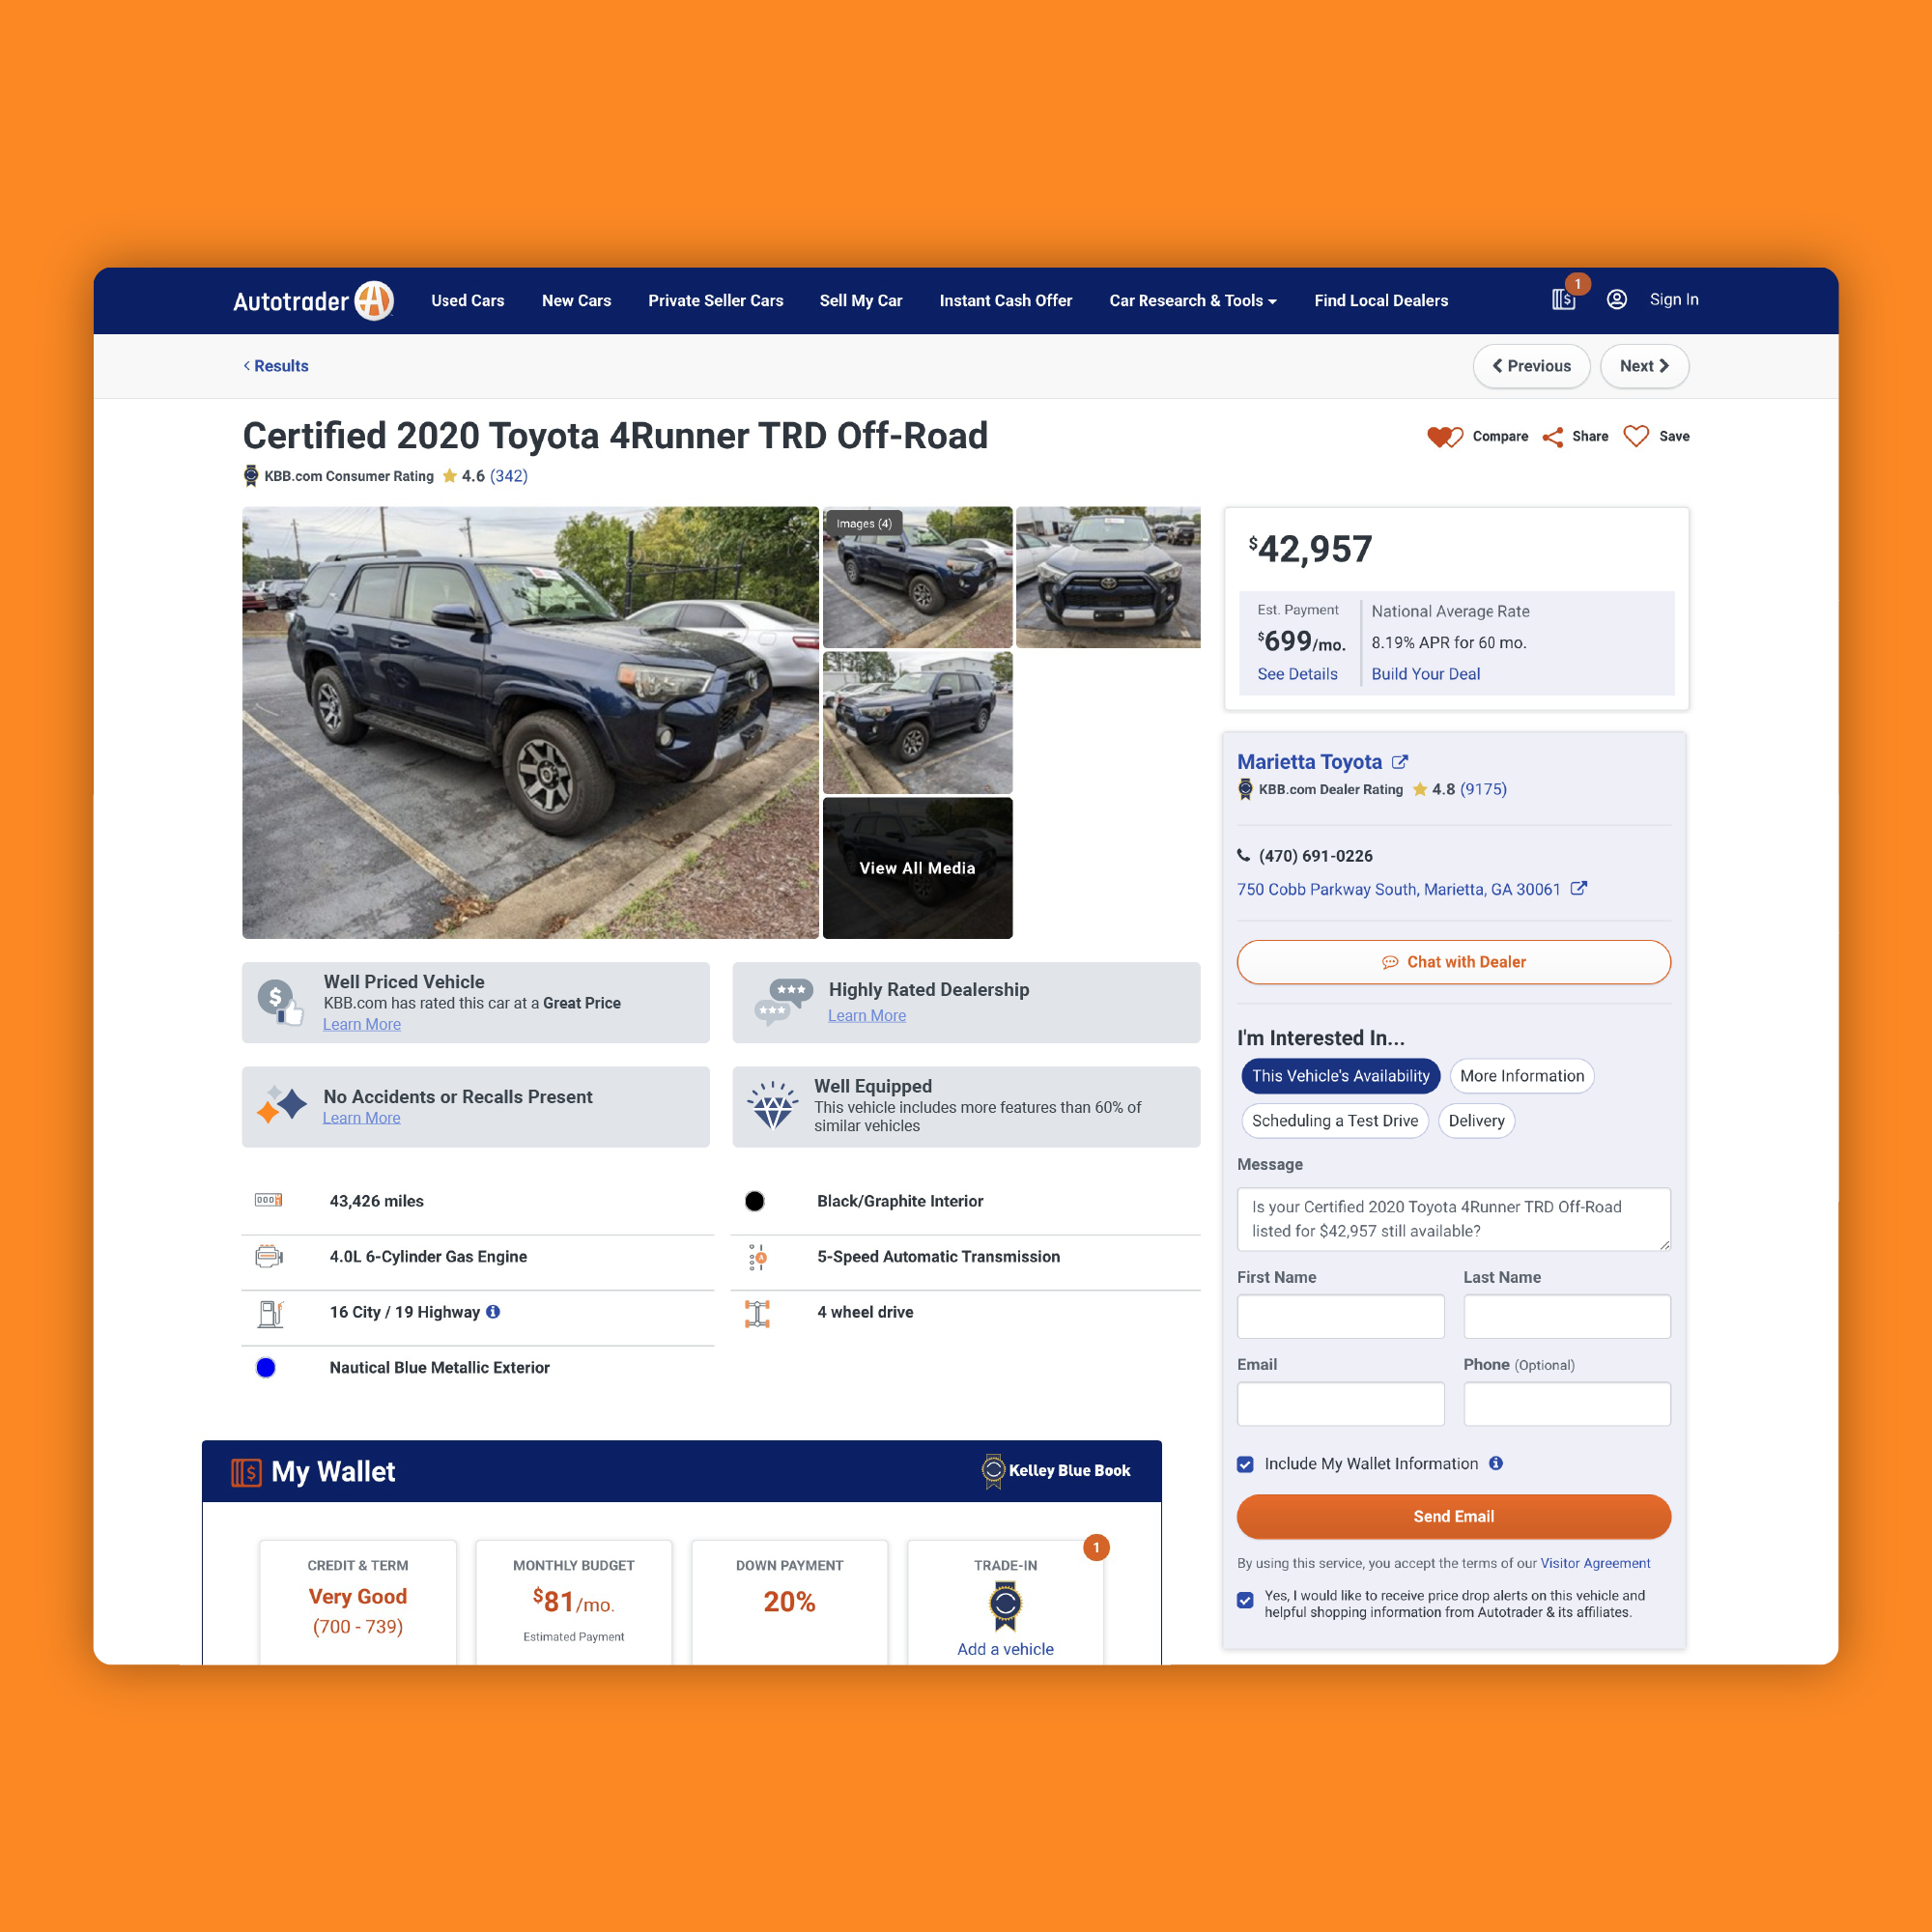 Autotrader
Used Cars
New Cars
Private Seller Cars
Sell My Car
Instant Cash Offer
Car Research & Tools
Find Local Dealers
1
Sign In
Results
Previous
Next
Certified 2020 Toyota 4Runner TRD Off-Road
Compare
Share
Save
KBB.com Consumer Rating 4.6 (342)
Images (4)
View All Media
$42,957
Est. Payment
$699/mo.
See Details
National Average Rate
8.19% APR for 60 mo.
Build Your Deal
Marietta Toyota
KBB.com Dealer Rating 4.8 (9175)
(470) 691-0226
750 Cobb Parkway South, Marietta, GA 30061
Chat with Dealer
Well Priced Vehicle
KBB.com has rated this car at a Great Price
Learn More
Highly Rated Dealership
Learn More
No Accidents or Recalls Present
Learn More
Well Equipped
This vehicle includes more features than 60% of
similar vehicles
43,426 miles
4.0L 6-Cylinder Gas Engine
16 City / 19 Highway
Nautical Blue Metallic Exterior
Black/Graphite Interior
5-Speed Automatic Transmission
4 wheel drive
I'm Interested In...
This Vehicle's Availability
More Information
Scheduling a Test Drive
Delivery
Message
Is your Certified 2020 Toyota 4Runner TRD Off-Road
listed for $42,957 still available?
First Name
Last Name
Email
Phone (Optional)
Include My Wallet Information
Send Email
By using this service, you accept the terms of our Visitor Agreement
Yes, I would like to receive price drop alerts on this vehicle and
helpful shopping information from Autotrader & its affiliates.
My Wallet
Kelley Blue Book
CREDIT & TERM
Very Good
(700 - 739)
MONTHLY BUDGET
$81/mo.
Estimated Payment
DOWN PAYMENT
20%
1
TRADE-IN
Add a vehicle